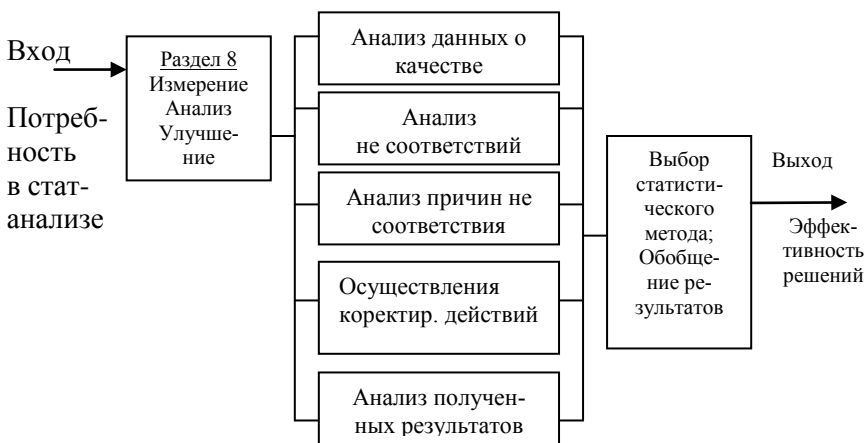 Вход
Потреб-
ность
в стат-
анализе
Раздел 8
Измерение
Анализ
Улучше-
ние
Анализ данных о
качестве
Анализ
не соответствий
Анализ причин не
соответствия
Осуществления
коректир. действий
Анализ получен-
ных результатов
Выбор
статисти-
ческого
метода;
Обобще-
ние ре-
зультатов
Выход
Эффек-
тивность
решений